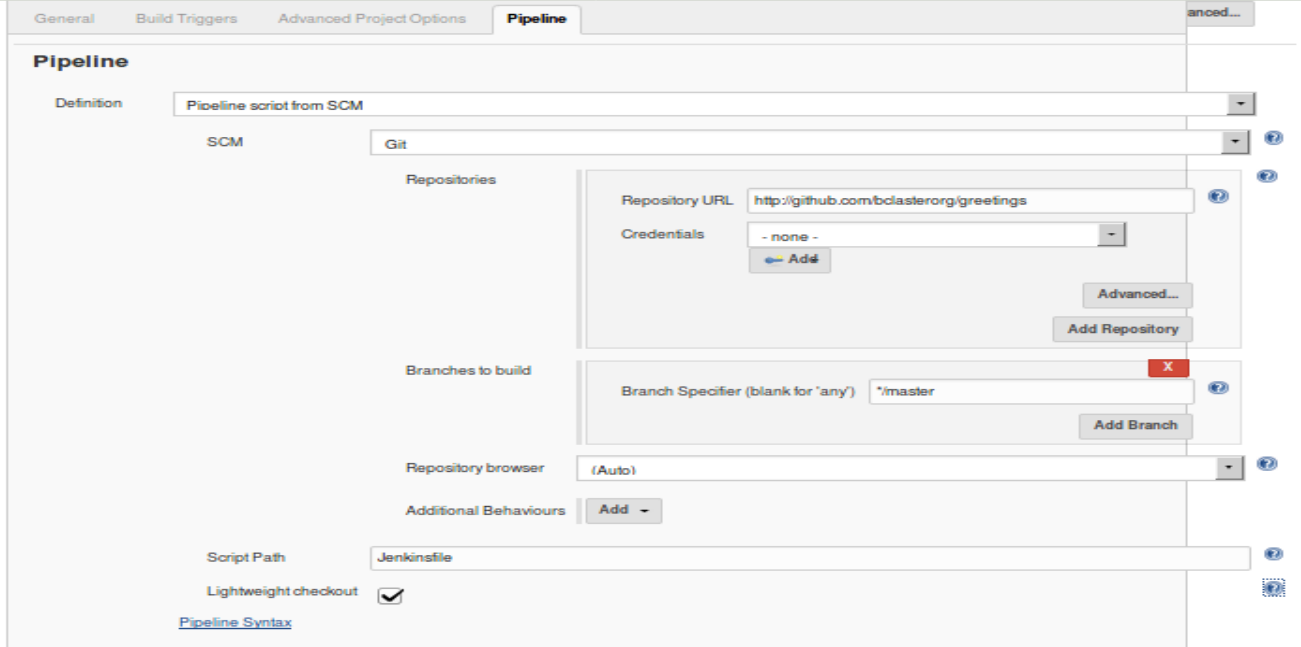 General Build Triggers Advanced Project Options Pipeline anced...
Pipeline
Definition Pipeline script from SCM
SCM Git
Repositories
Repository URL http://github.com/bclasterorg/greetings
Credentials - none -
Add
Advanced...
Add Repository
Branches to build X
Branch Specifier (blank for 'any') */master
Add Branch
Repository browser (Auto)
Additional Behaviours Add
Script Path Jenkinsfile
Lightweight checkout
Pipeline Syntax